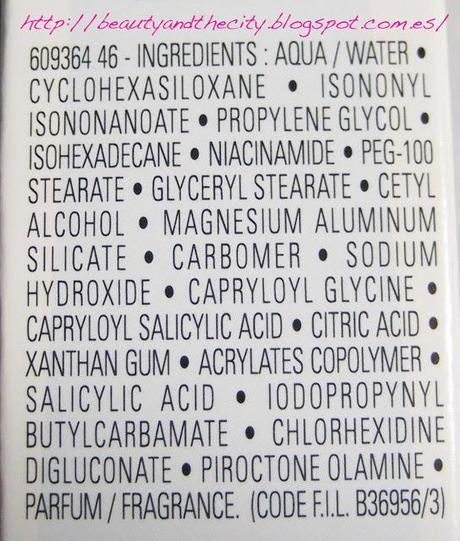 http://beautyandthecity.blogspot.com.es/
609364 46 - INGREDIENTS : AQUA / WATER •
CYCLOHEXASILOXANE • ISONONYL
ISONONANOATE • PROPYLENE GLYCOL •
ISOHEXADECANE • NIACINAMIDE • PEG-100
STEARATE • GLYCERYL STEARATE • CETYL
ALCOHOL • MAGNESIUM ALUMINUM
SILICATE • CARBOMER • SODIUM
HYDROXIDE • CAPRYLOYL GLYCINE •
CAPRYLOYL SALICYLIC ACID • CITRIC ACID •
XANTHAN GUM • ACRYLATES COPOLYMER •
SALICYLIC ACID • IODOPROPYNYL
BUTYLCARBAMATE • CHLORHEXIDINE
DIGLUCONATE • PIROCTONE OLAMINE •
PARFUM / FRAGRANCE. (CODE F.I.L. B36956/3)